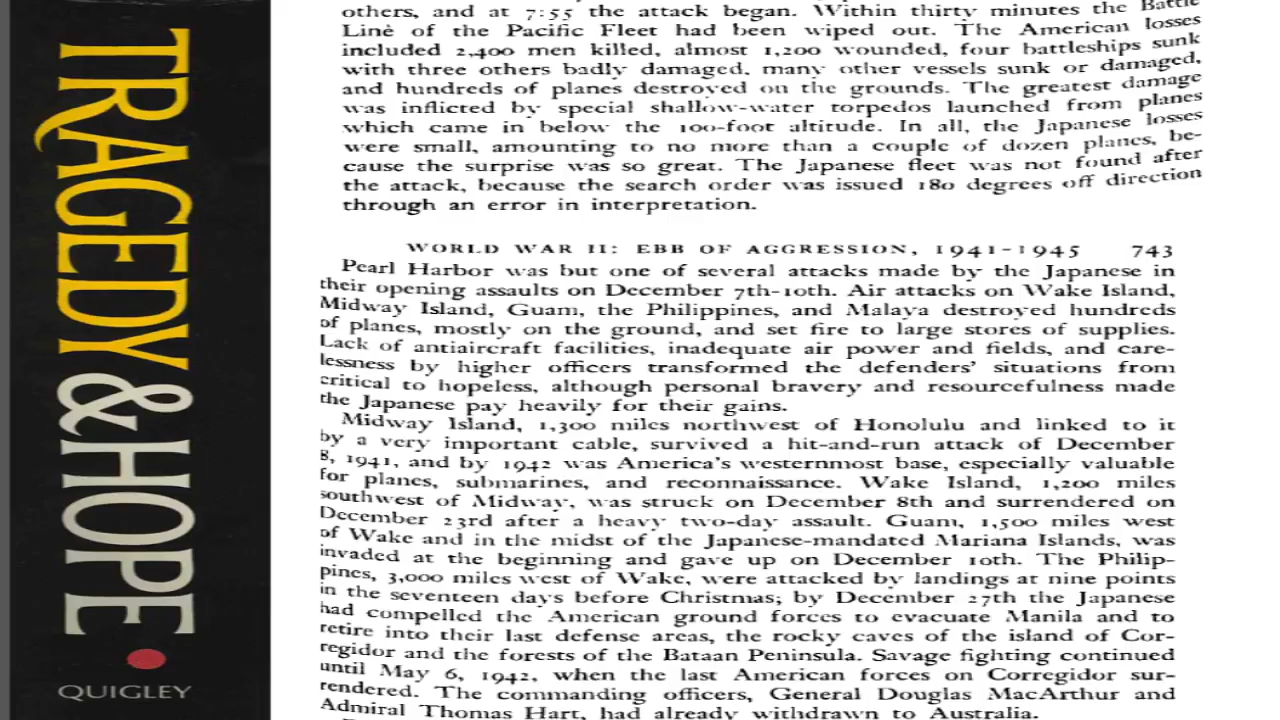 TRAGEDY & HOPE
QUIGLEY
others, and at 7:55 the attack began. Within thirty minutes the Battle
Line of the Pacific Fleet had been wiped out. The American losses
included 2,400 men killed, almost 1,200 wounded, four battleships sunk
with three others badly damaged, many other vessels sunk or damaged,
and hundreds of planes destroyed on the grounds. The greatest damage
was inflicted by special shallow-water torpedos launched from planes
which came in below the 100-foot altitude. In all, the Japanese losses
were small, amounting to no more than a couple of dozen planes, be-
cause the surprise was so great. The Japanese fleet was not found after
the attack, because the search order was issued 180 degrees off direction
through an error in interpretation.
WORLD WAR II: EBB OF AGGRESSION, 1941-1945 743
Pearl Harbor was but one of several attacks made by the Japanese in
their opening assaults on December 7th-10th. Air attacks on Wake Island,
Midway Island, Guam, the Philippines, and Malaya destroyed hundreds
of planes, mostly on the ground, and set fire to large stores of supplies.
Lack of antiaircraft facilities, inadequate air power and fields, and care-
lessness by higher officers transformed the defenders' situations from
critical to hopeless, although personal bravery and resourcefulness made
the Japanese pay heavily for their gains.
Midway Island, 1,300 miles northwest of Honolulu and linked to it
by a very important cable, survived a hit-and-run attack of December
8, 1941, and by 1942 was America's westernmost base, especially valuable
for planes, submarines, and reconnaissance. Wake Island, 1,200 miles
southwest of Midway, was struck on December 8th and surrendered on
December 23rd after a heavy two-day assault. Guam, 1,500 miles west
of Wake and in the midst of the Japanese-mandated Mariana Islands, was
invaded at the beginning and gave up on December 10th. The Philip-
pines, 3,000 miles west of Wake, were attacked by landings at nine points
in the seventeen days before Christmas; by December 27th the Japanese
had compelled the American ground forces to evacuate Manila and to
retire into their last defense areas, the rocky caves of the island of Cor-
regidor and the forests of the Bataan Peninsula. Savage fighting continued
until May 6, 1942, when the last American forces on Corregidor sur-
rendered. The commanding officers, General Douglas MacArthur and
Admiral Thomas Hart, had already withdrawn to Australia.